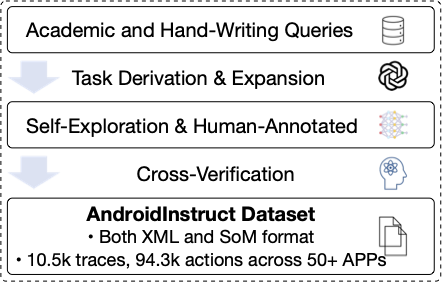 Academic and Hand-Writing Queries
Task Derivation & Expansion
Self-Exploration & Human-Annotated
Cross-Verification
AndroidInstruct Dataset
• Both XML and SoM format
• 10.5k traces, 94.3k actions across 50+ APPs